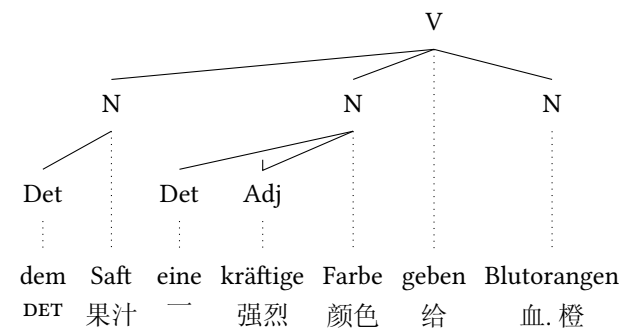 V
N N N
Det Det Adj
dem Saft eine kräftige Farbe geben Blutorangen
DET 果汁 一 强烈 颜色 给 血.橙